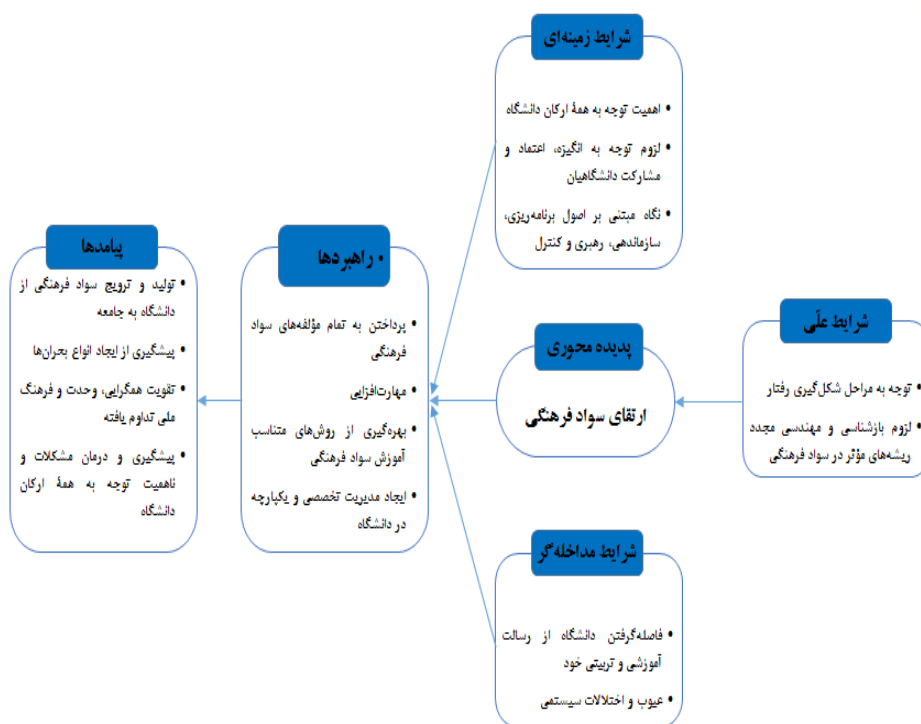 شرایط زمینه‌ای
• اهمیت توجه به همهٔ ارکان دانشگاه
• لزوم توجه به انگیزه، اعتماد و
مشارکت دانشگاهیان
• نگاه مبتنی بر اصول برنامه‌ریزی،
سازماندهی، رهبری و کنترل
شرایط علّی
• توجه به مراحل شکل‌گیری رفتار
• لزوم بازشناسی و مهندسی مجدد
ریشه‌های مؤثر در سواد فرهنگی
پدیده محوری
ارتقای سواد فرهنگی
شرایط مداخله‌گر
• فاصله‌گرفتن دانشگاه از رسالت
آموزشی و تربیتی خود
• عیوب و اختلالات سیستمی
• راهبردها
• پرداختن به تمام مؤلفه‌های سواد
فرهنگی
• مهارت‌افزایی
• بهره‌گیری از روش‌های متناسب
آموزش سواد فرهنگی
• ایجاد مدیریت تخصصی و یکپارچه
در دانشگاه
پیامدها
• تولید و ترویج سواد فرهنگی از
دانشگاه به جامعه
• پیشگیری از ایجاد انواع بحران‌ها
• تقویت همگرایی، وحدت و فرهنگ
ملی تداوم یافته
• پیشگیری و درمان مشکلات و
ناهمیت توجه به همهٔ ارکان
دانشگاه